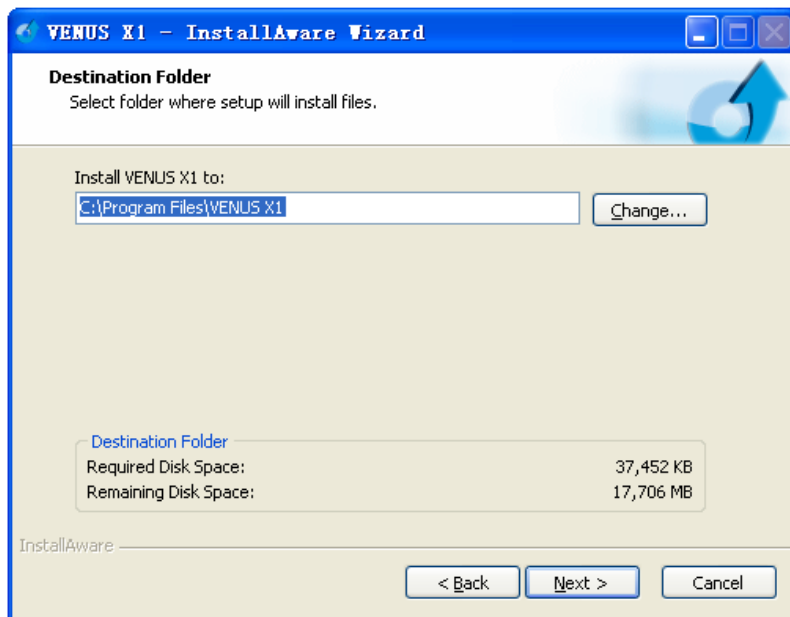 VENUS X1 - InstallAware Wizard
Destination Folder
Select folder where setup will install files.
Install VENUS X1 to:
C:\Program Files\VENUS X1
Change...
Destination Folder
Required Disk Space: 37,452 KB
Remaining Disk Space: 17,706 MB
InstallAware
< Back Next > Cancel